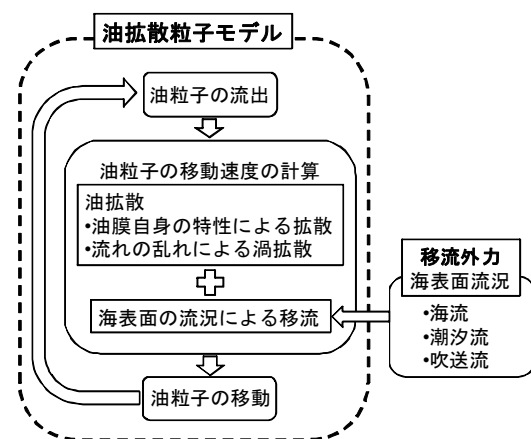 油拡散粒子モデル
油粒子の流出
油粒子の移動速度の計算
油拡散
•油膜自身の特性による拡散
•流れの乱れによる渦拡散
海表面の流況による移流
油粒子の移動
移流外力
海表面流況
•海流
•潮汐流
•吹送流